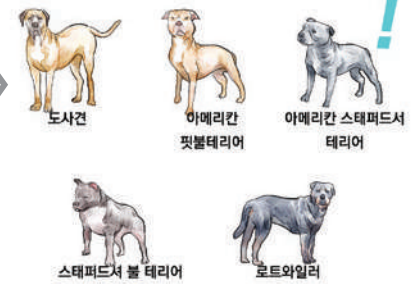 !
도사견
아메리칸
핏불테리어
아메리칸 스태퍼드서
테리어
스태퍼드셔 불 테리어
로트와일러